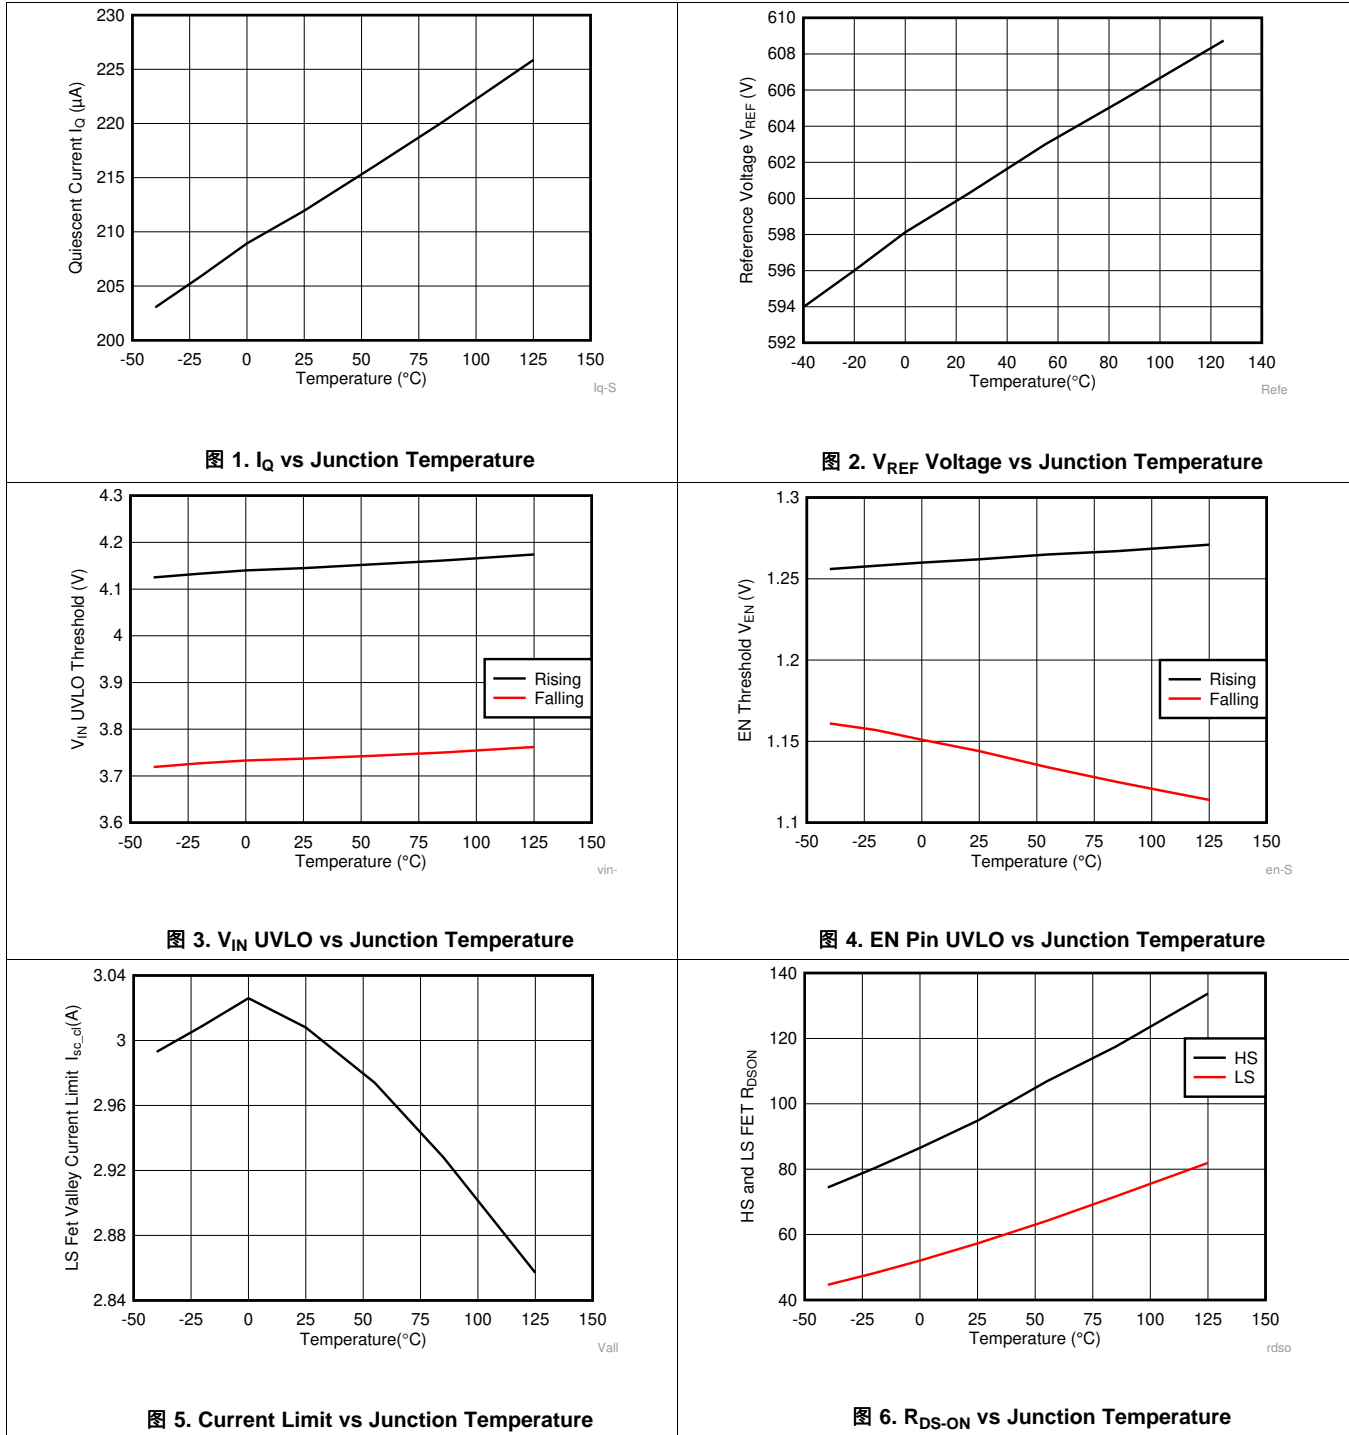 230
225
220
215
210
205
200
-50 -25 0 25 50 75 100 125 150
Quiescent Current IQ (µA)
Temperature (°C)
Iq-S
图 1. IQ vs Junction Temperature
610
608
606
604
602
600
598
596
594
592
-40 -20 0 20 40 60 80 100 120 140
Reference Voltage VREF (V)
Temperature(°C)
Refe
图 2. VREF Voltage vs Junction Temperature
4.3
4.2
4.1
4
3.9
3.8
3.7
3.6
-50 -25 0 25 50 75 100 125 150
VIN UVLO Threshold (V)
Rising
Falling
Temperature (°C)
vin-
图 3. VIN UVLO vs Junction Temperature
1.3
1.25
1.2
1.15
1.1
-50 -25 0 25 50 75 100 125 150
EN Threshold VEN (V)
Rising
Falling
Temperature (°C)
en-S
图 4. EN Pin UVLO vs Junction Temperature
3.04
3
2.96
2.92
2.88
2.84
-50 -25 0 25 50 75 100 125 150
LS Fet Valley Current Limit Isc_cl(A)
Temperature(°C)
Vall
图 5. Current Limit vs Junction Temperature
140
120
100
80
60
40
-50 -25 0 25 50 75 100 125 150
HS and LS FET RDSON
HS
LS
Temperature (°C)
rdso
图 6. RDS-ON vs Junction Temperature